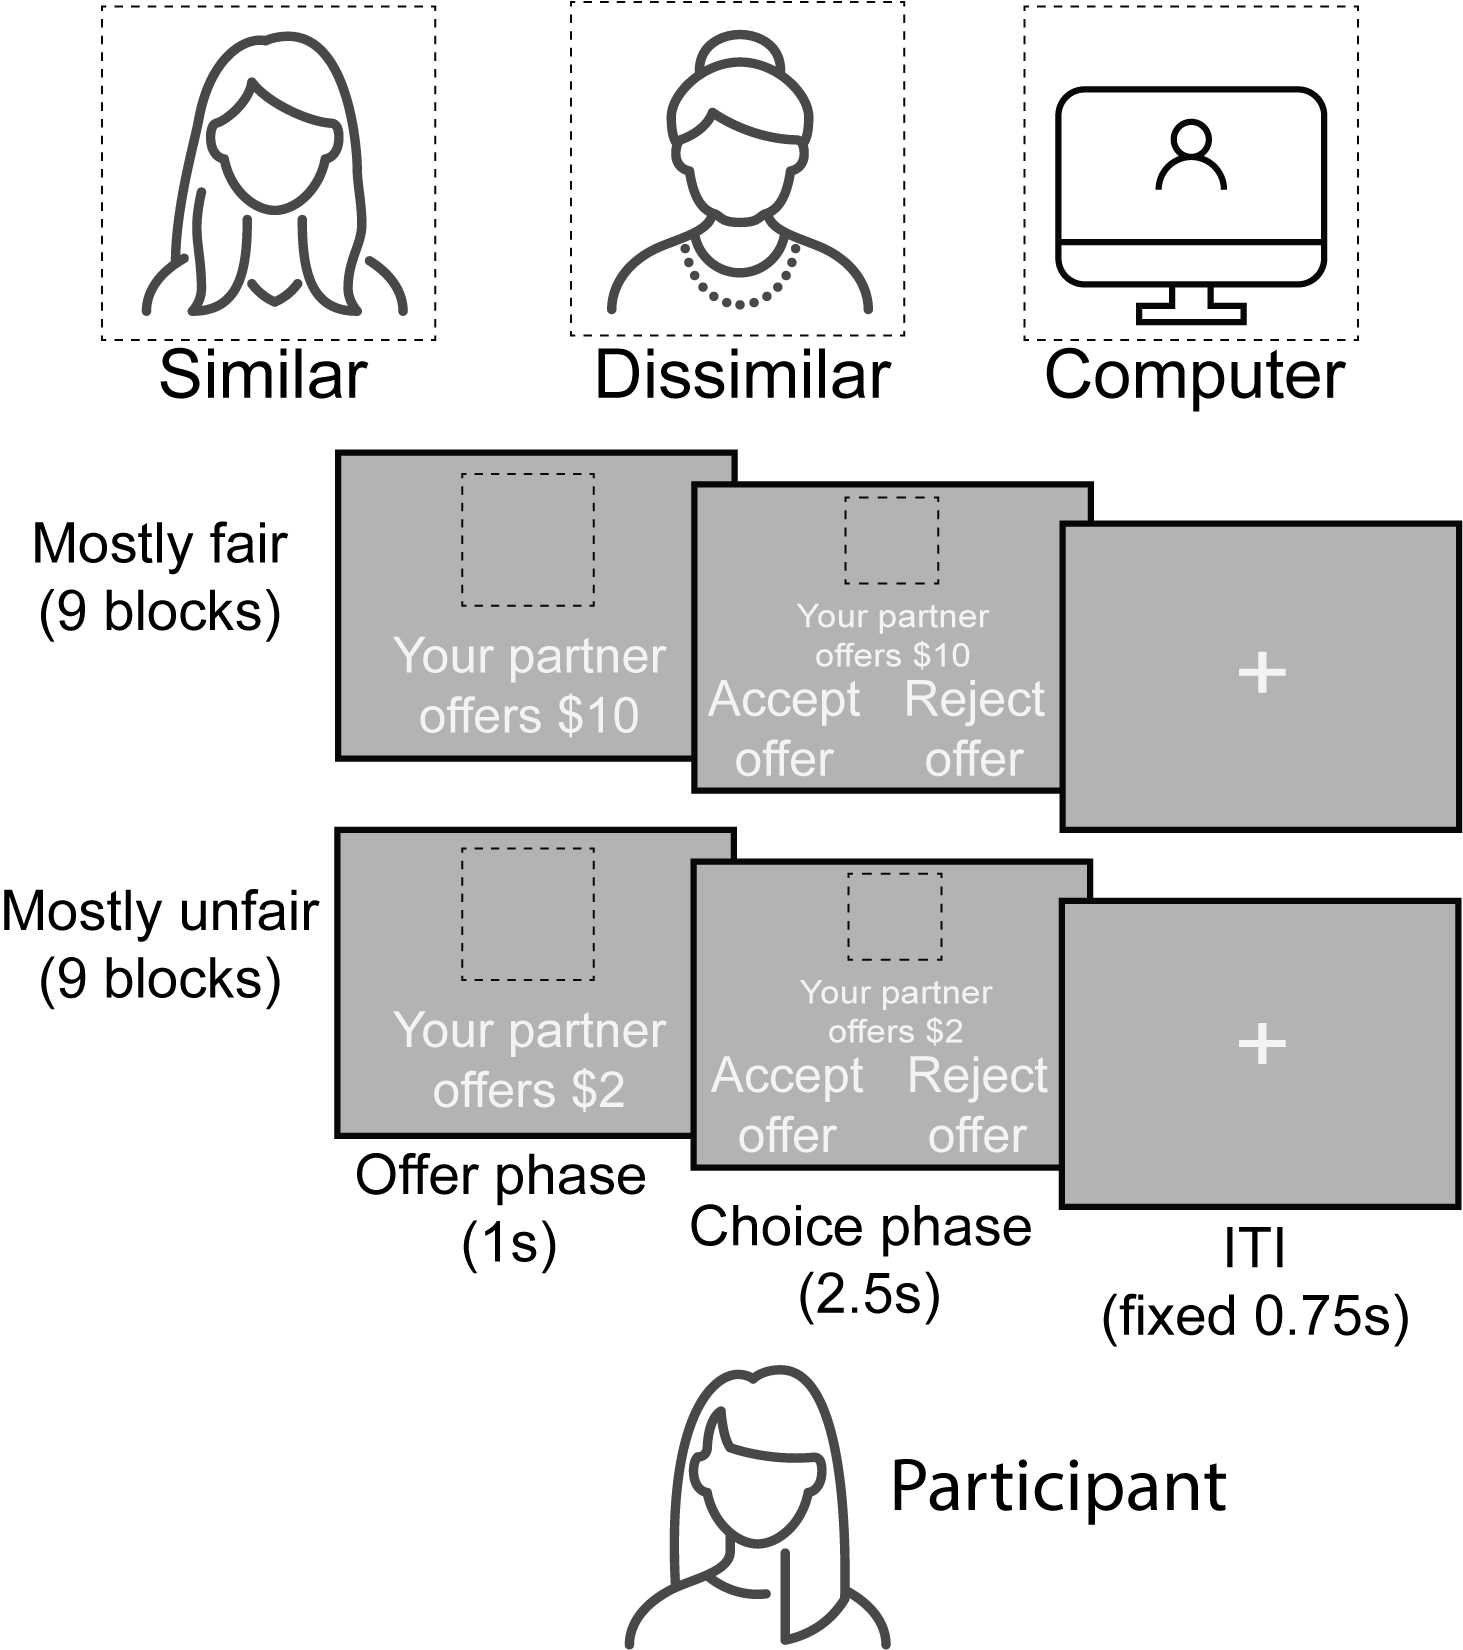 Similar
Dissimilar
Computer
Mostly fair
(9 blocks)
Your partner
offers $10
Your partner
offers $10
Accept
offer
Reject
offer
+
Mostly unfair
(9 blocks)
Your partner
offers $2
Your partner
offers $2
Accept
offer
Reject
offer
+
Offer phase
(1s)
Choice phase
(2.5s)
ITI
(fixed 0.75s)
Participant